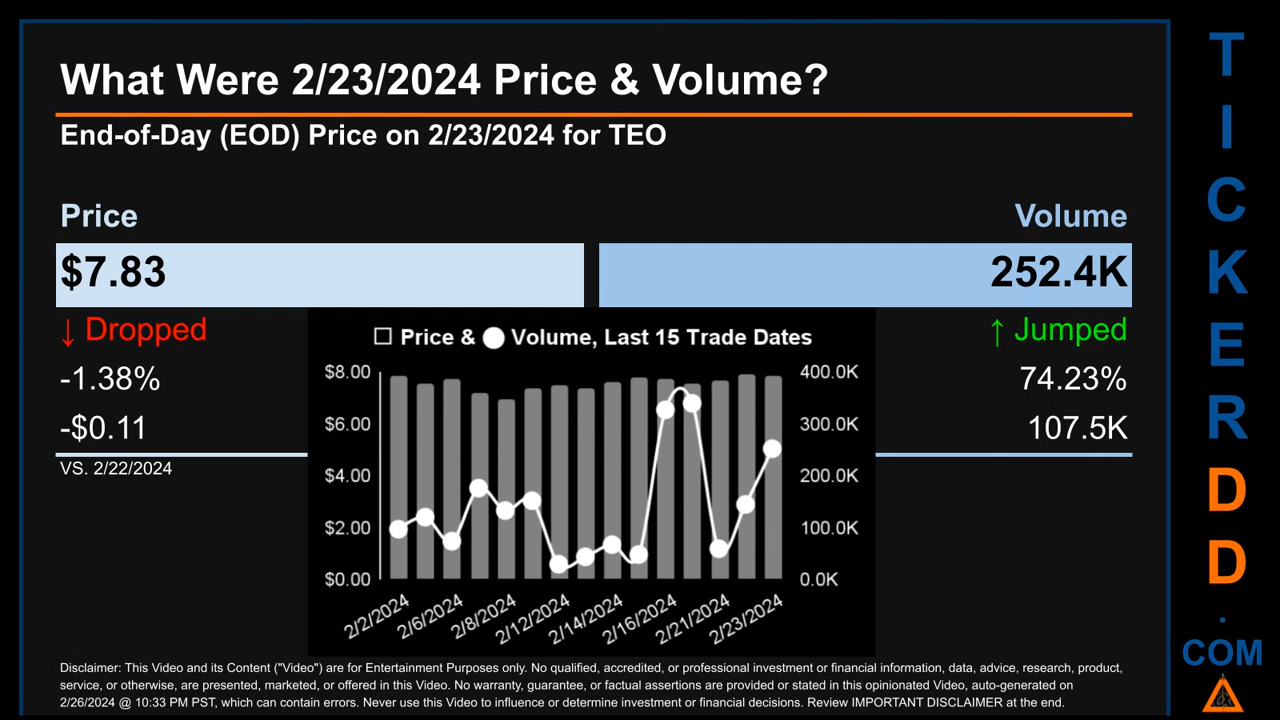 What Were 2/23/2024 Price & Volume?
End-of-Day (EOD) Price on 2/23/2024 for TEO
Price
Volume
$7.83
252.4K
↓ Dropped
↑ Jumped
-1.38%
74.23%
-$0.11
107.5K
VS. 2/22/2024
Price & Volume, Last 15 Trade Dates
$8.00
400.0K
$6.00
300.0K
$4.00
200.0K
$2.00
100.0K
$0.00
0.0K
2/2/2024
2/6/2024
2/8/2024
2/12/2024
2/14/2024
2/16/2024
2/21/2024
2/23/2024
Disclaimer: This Video and its Content ("Video") are for Entertainment Purposes only. No qualified, accredited, or professional investment or financial information, data, advice, research, product,
service, or otherwise, are presented, marketed, or offered in this Video. No warranty, guarantee, or factual assertions are provided or stated in this opinionated Video, auto-generated on
2/26/2024 @ 10:33 PM PST, which can contain errors. Never use this Video to influence or determine investment or financial decisions. Review IMPORTANT DISCLAIMER at the end.
T
I
C
K
E
R
D
D
.
COM